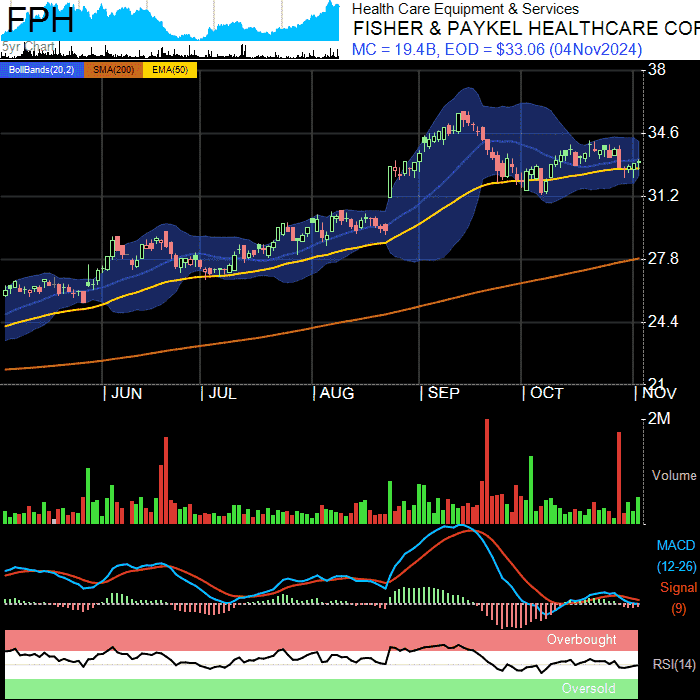 FPH
5yr Chart
Health Care Equipment & Services
FISHER & PAYKEL HEALTHCARE COR
MC = 19.4B, EOD = $33.06 (04Nov2024)
BollBands(20,2) SMA(200) EMA(50)
38
34.6
31.2
27.8
24.4
21
JUN JUL AUG SEP OCT NOV
2M
Volume
MACD
(12-26)
Signal
(9)
Overbought
RSI(14)
Oversold